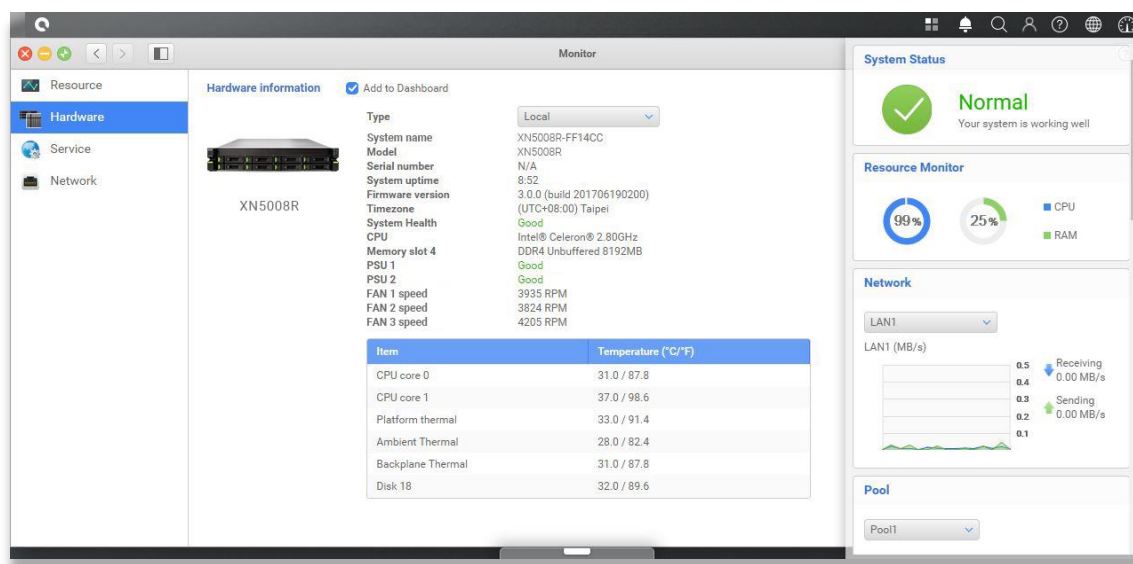 Monitor
Resource
Hardware
Service
Network
Hardware information
Add to Dashboard
XN5008R
Type Local
System name XN5008R-FF14CC
Model XN5008R
Serial number N/A
System uptime 8:52
Firmware version 3.0.0 (build 201706190200)
Timezone (UTC+08:00) Taipei
System Health Good
CPU Intel® Celeron® 2.80GHz
Memory slot 4 DDR4 Unbuffered 8192MB
PSU 1 Good
PSU 2 Good
FAN 1 speed 3935 RPM
FAN 2 speed 3824 RPM
FAN 3 speed 4205 RPM
Item Temperature (°C/°F)
CPU core 0 31.0 / 87.8
CPU core 1 37.0 / 98.6
Platform thermal 33.0 / 91.4
Ambient Thermal 28.0 / 82.4
Backplane Thermal 31.0 / 87.8
Disk 18 32.0 / 89.6
System Status
Normal
Your system is working well
Resource Monitor
99%
25%
CPU
RAM
Network
LAN1
LAN1 (MB/s)
0.5
0.4
0.3
0.2
0.1
Receiving
0.00 MB/s
Sending
0.00 MB/s
Pool
Pool1